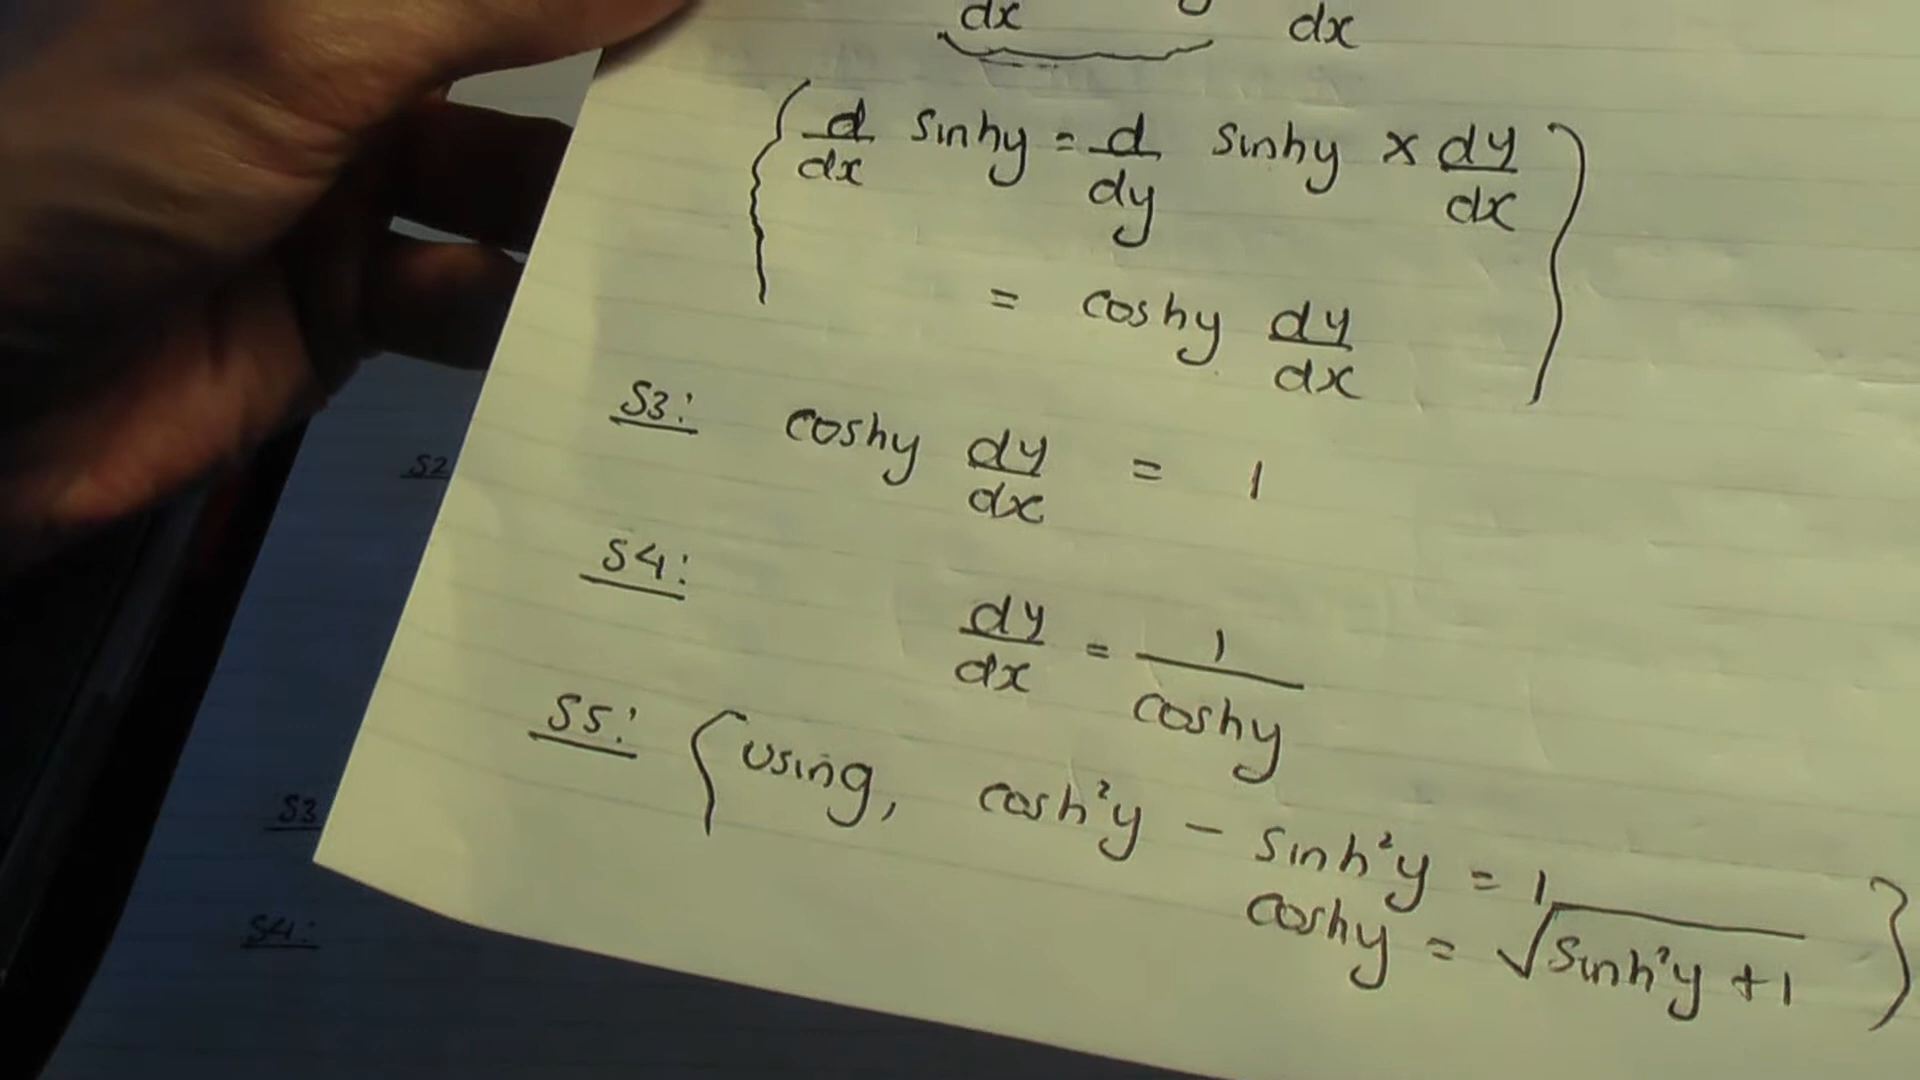 dx dx
d/dx sinhy = d/dy sinhy × dy/dx
= coshy dy/dx
S3: coshy dy/dx = 1
S4: dy/dx = 1/coshy
S5: using, cosh²y - sinh²y = 1
coshy = √(sinh²y + 1)
S2
S3
S4: